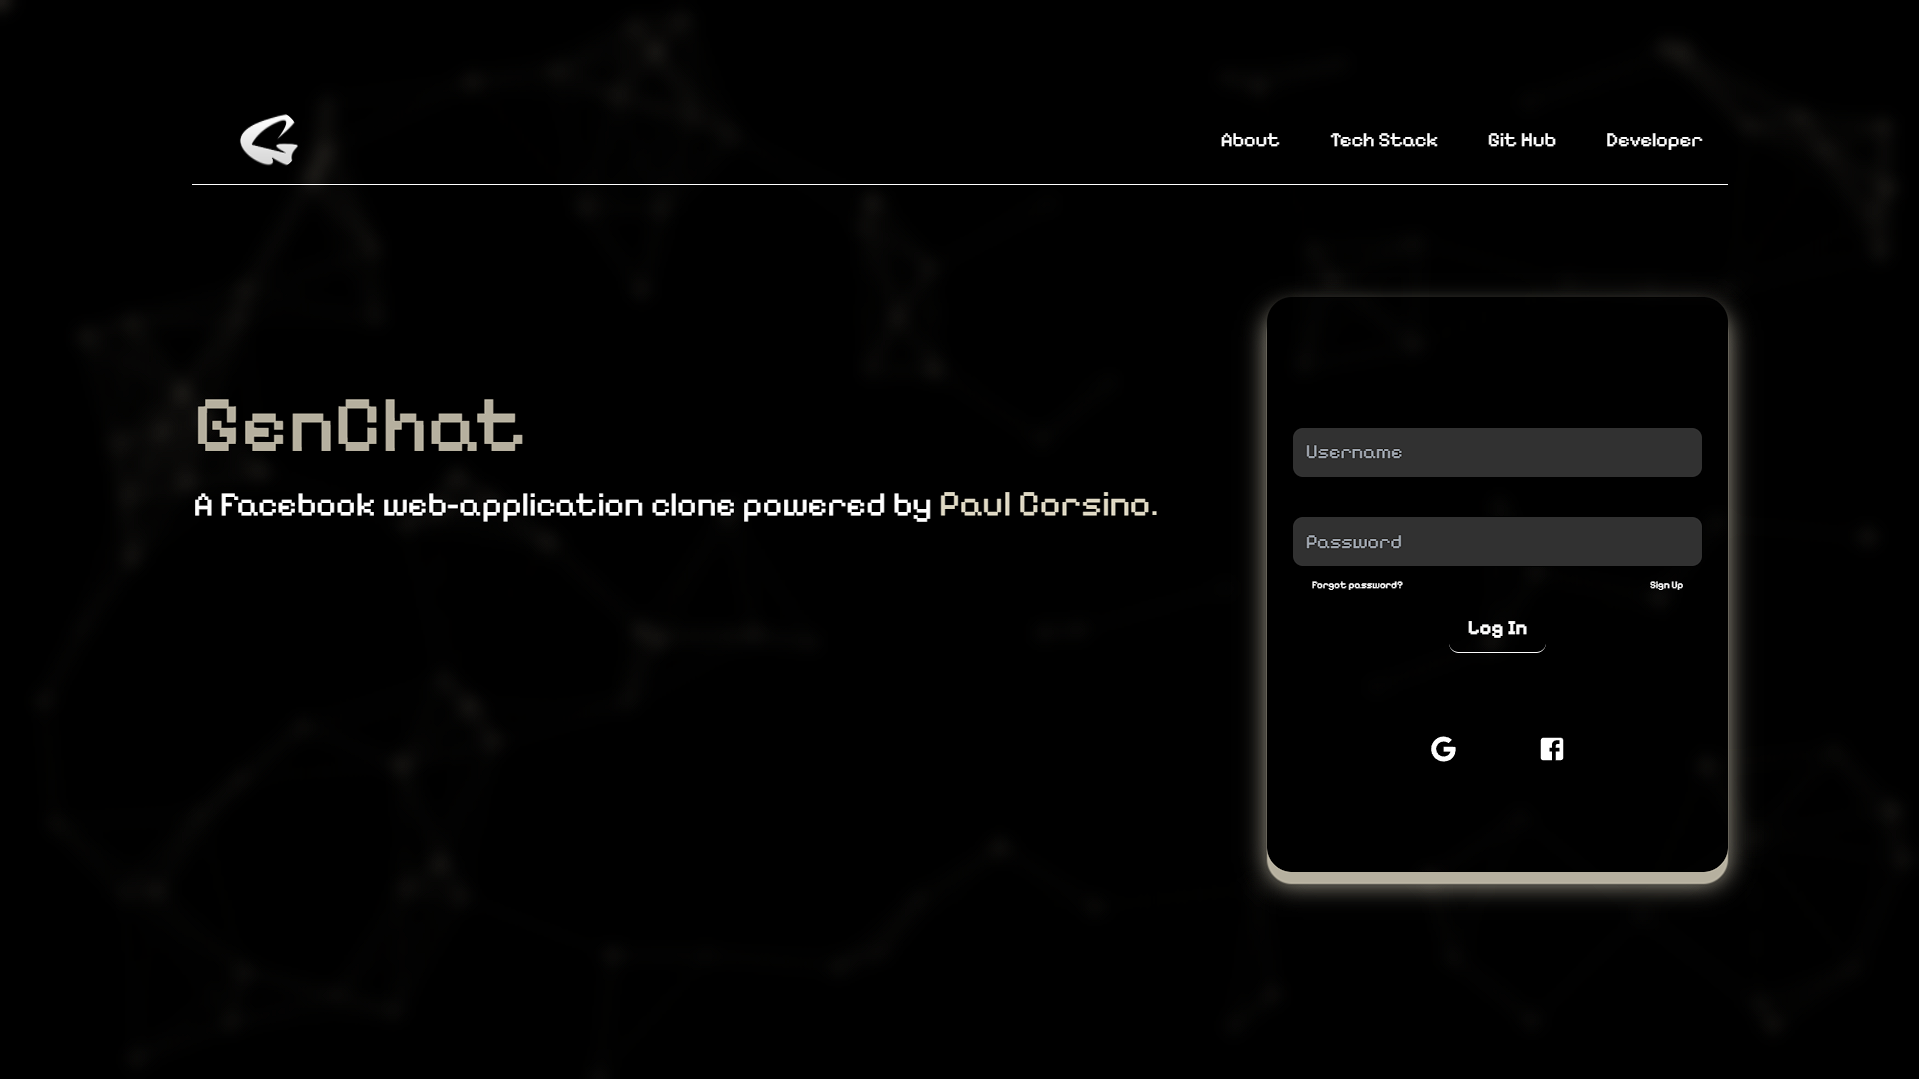 About Tech Stack Git Hub Developer
GenChat
A Facebook web-application clone powered by Paul Corsino.
Username
Password
Forgot password? Sign Up
Log In